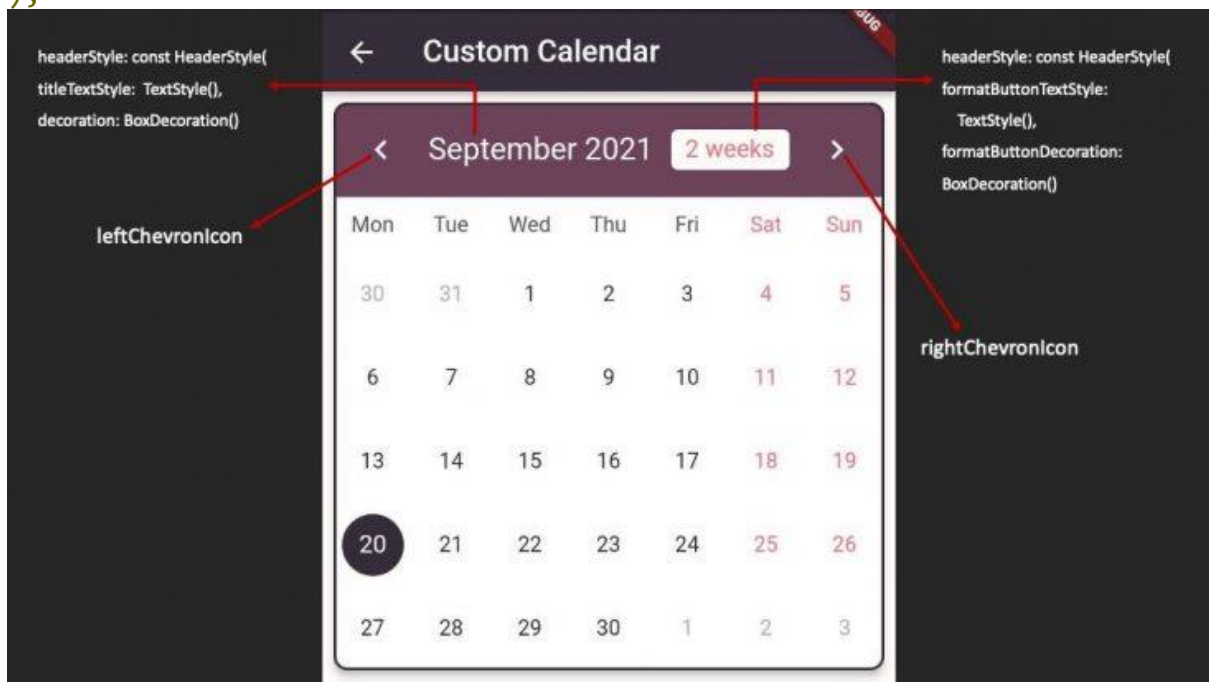 );
headerStyle: const HeaderStyle(
titleTextStyle: TextStyle(),
decoration: BoxDecoration()
leftChevronIcon
Custom Calendar
September 2021 2 weeks
Mon Tue Wed Thu Fri Sat Sun
30 31 1 2 3 4 5
6 7 8 9 10 11 12
13 14 15 16 17 18 19
20 21 22 23 24 25 26
27 28 29 30 1 2 3
headerStyle: const HeaderStyle(
formatButtonTextStyle:
TextStyle(),
formatButtonDecoration:
BoxDecoration()
rightChevronIcon